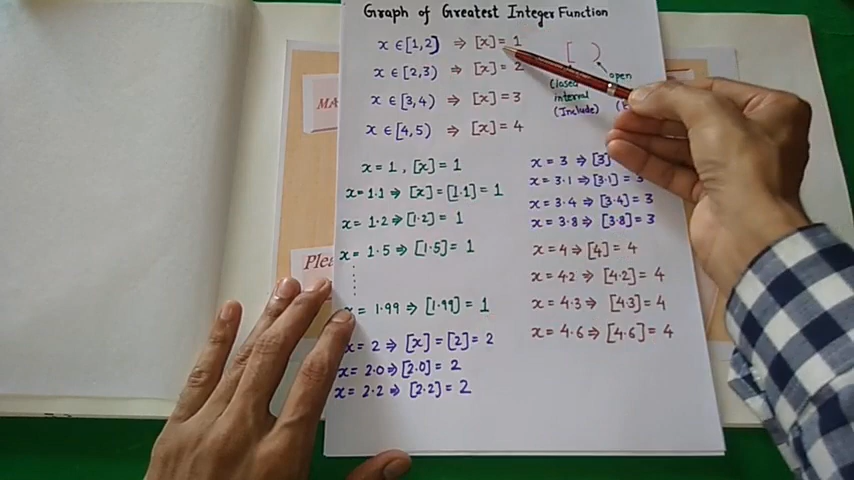 Graph of Greatest Integer Function
x ∈ [1,2) ⇒ [x] = 1
x ∈ [2,3) ⇒ [x] = 2
x ∈ [3,4) ⇒ [x] = 3
x ∈ [4,5) ⇒ [x] = 4
[ )
open
Closed
interval
(Include)
x = 1 , [x] = 1
x = 1.1 ⇒ [x] = [1.1] = 1
x = 1.2 ⇒ [1.2] = 1
x = 1.5 ⇒ [1.5] = 1
x = 1.99 ⇒ [1.99] = 1
x = 2 ⇒ [x] = [2] = 2
x = 2.0 ⇒ [2.0] = 2
x = 2.2 ⇒ [2.2] = 2
x = 3 ⇒ [3]
x = 3.1 ⇒ [3.1] = 3
x = 3.4 ⇒ [3.4] = 3
x = 3.8 ⇒ [3.8] = 3
x = 4 ⇒ [4] = 4
x = 4.2 ⇒ [4.2] = 4
x = 4.3 ⇒ [4.3] = 4
x = 4.6 ⇒ [4.6] = 4